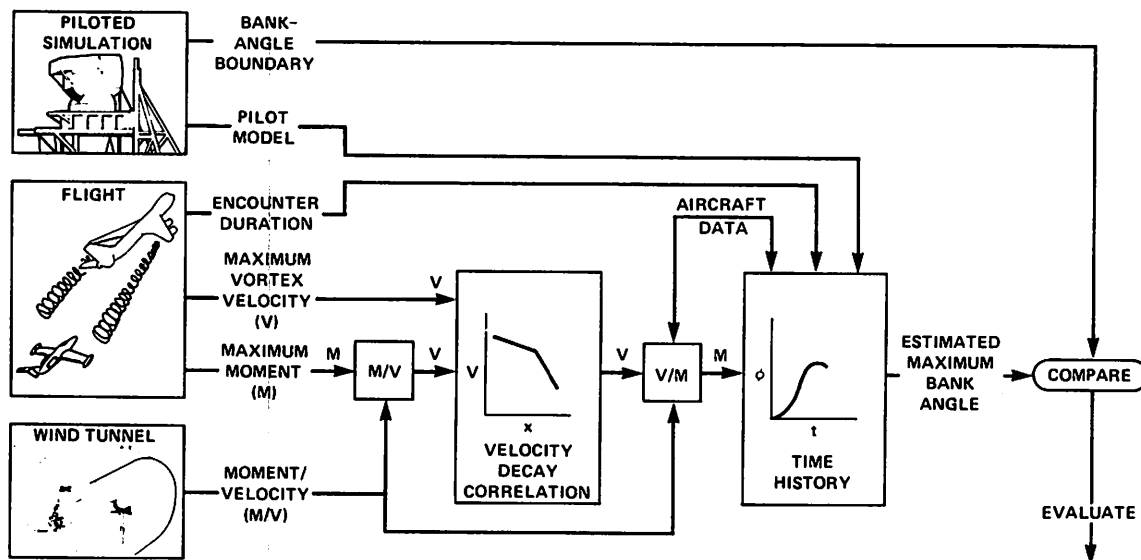 PILOTED
SIMULATION
BANK-
ANGLE
BOUNDARY
PILOT
MODEL
FLIGHT
ENCOUNTER
DURATION
AIRCRAFT
DATA
MAXIMUM
VORTEX
VELOCITY
(V)
V
MAXIMUM
MOMENT
(M)
M
M/V
V
V
x
VELOCITY
DECAY
CORRELATION
V
V/M
M
φ
t
TIME
HISTORY
ESTIMATED
MAXIMUM
BANK
ANGLE
COMPARE
WIND TUNNEL
MOMENT/
VELOCITY
(M/V)
EVALUATE